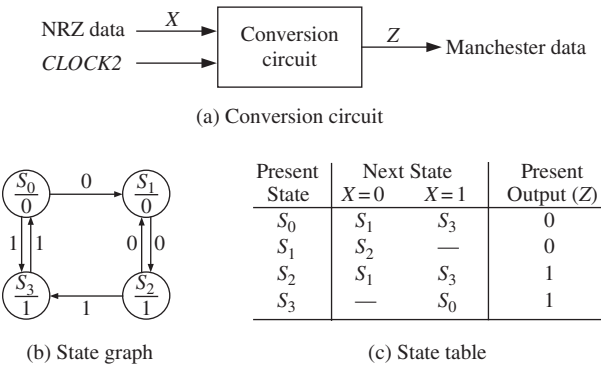 NRZ data X
CLOCK2
Conversion circuit
Z
Manchester data
(a) Conversion circuit
S0 0
0
S1 0
1 1
0 0
S3 1
1
S2 1
(b) State graph
Present State Next State Present Output (Z)
X = 0 X = 1
S0 S1 S3 0
S1 S2 — 0
S2 S1 S3 1
S3 — S0 1
(c) State table